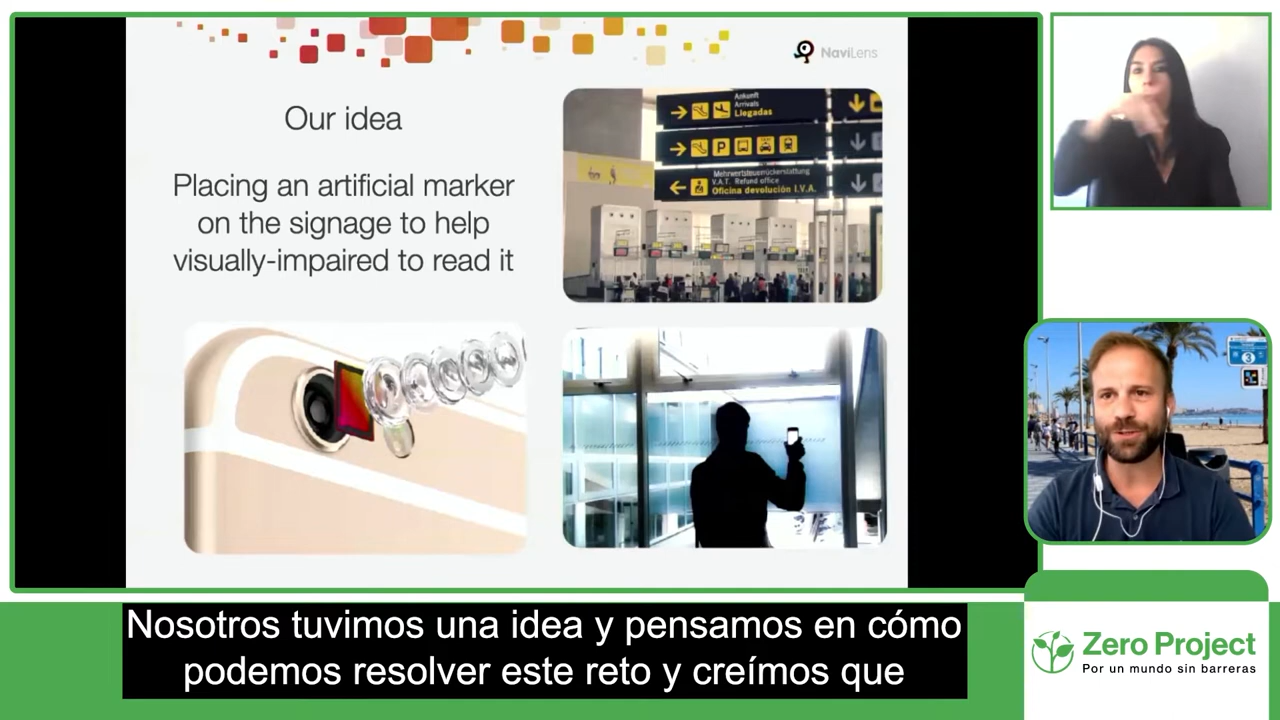 NaviLens
Our idea
Placing an artificial marker
on the signage to help
visually-impaired to read it
Ankunft
Arrivals
Llegadas
P
Mehrwertsteuerrückerstattung
V.A.T. Refund office
Oficina devolución I.V.A.
3
Nosotros tuvimos una idea y pensamos en cómo
podemos resolver este reto y creímos que
Zero Project
Por un mundo sin barreras